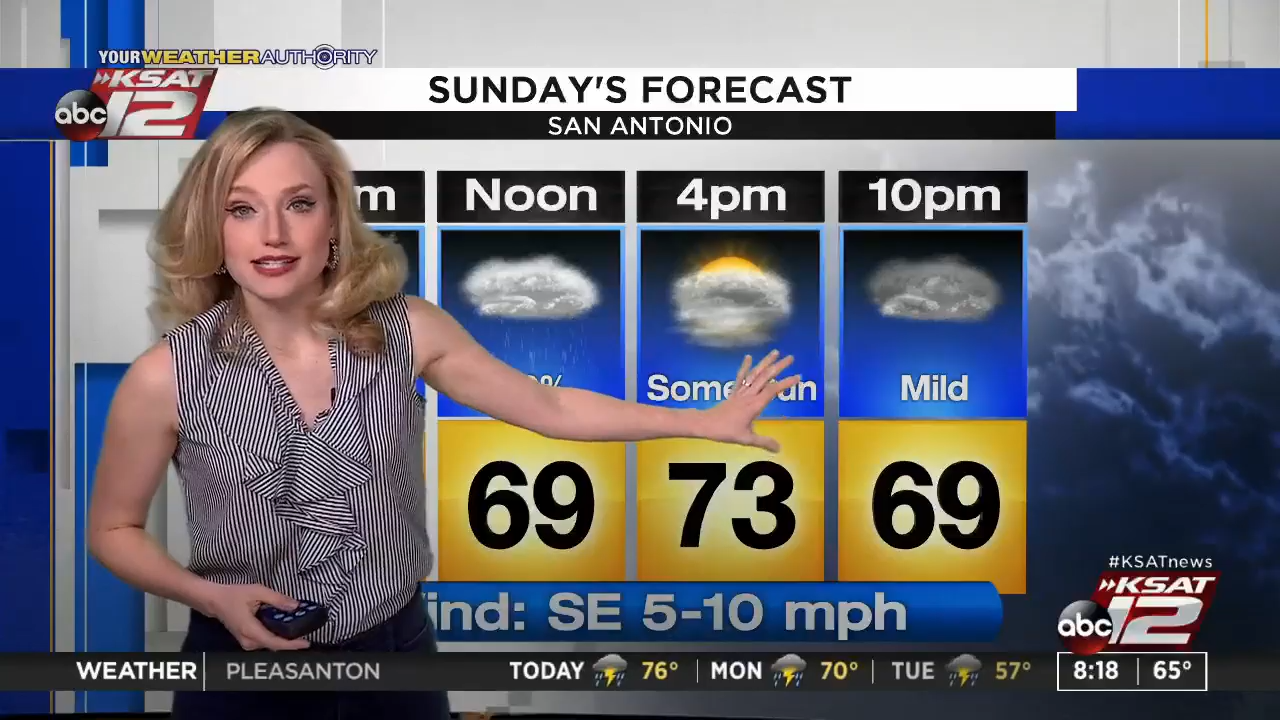 YOUR WEATHER AUTHORITY
KSAT
abc 12
SUNDAY'S FORECAST
SAN ANTONIO
Noon
4pm
10pm
Mild
69
73
69
SE 5-10 mph
#KSATnews
KSAT
abc 12
WEATHER PLEASANTON TODAY 76° MON 70° TUE 57° 8:18 65°